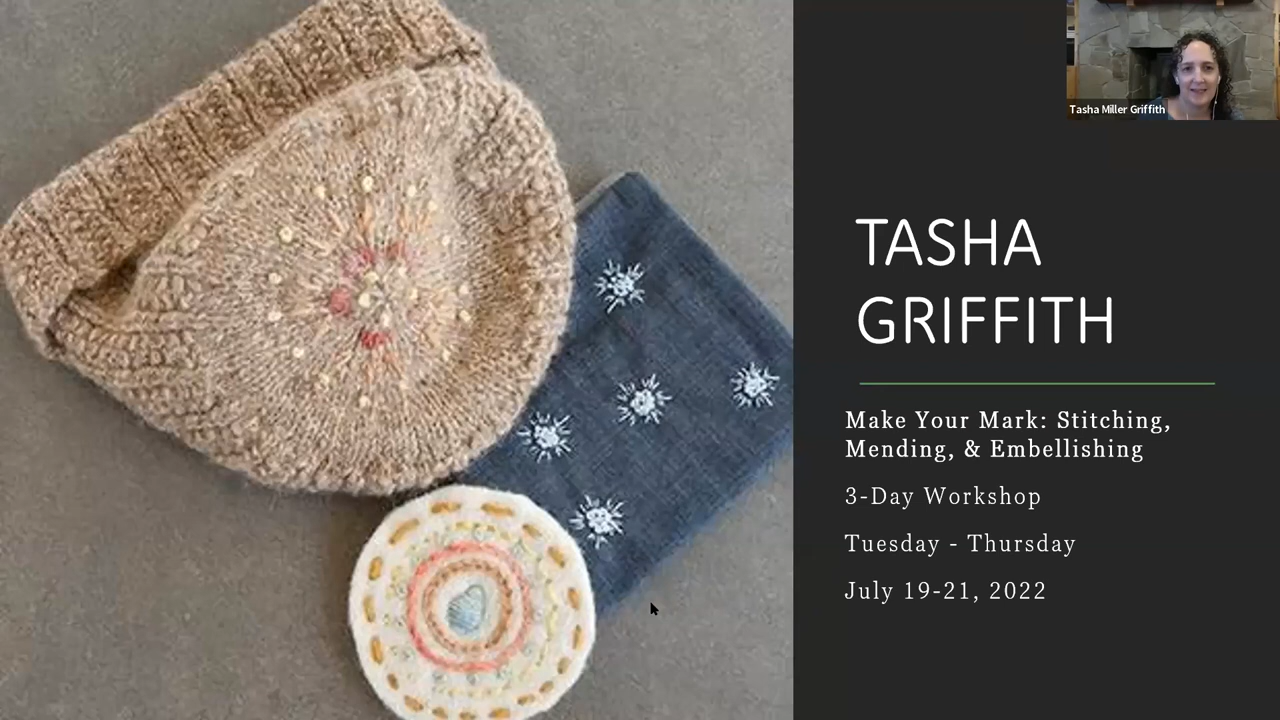 Tasha Miller Griffith
TASHA
GRIFFITH
Make Your Mark: Stitching,
Mending, & Embellishing
3-Day Workshop
Tuesday - Thursday
July 19-21, 2022